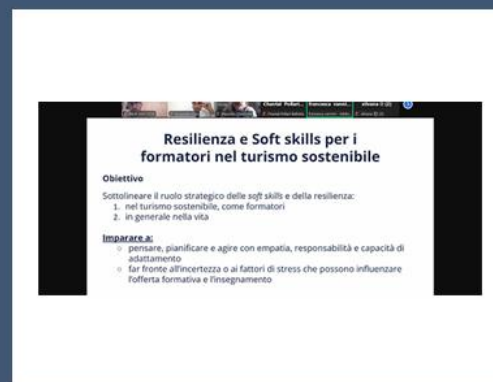 Resilienza e Soft skills per i
formatori nel turismo sostenibile
Obiettivo
Sottolineare il ruolo strategico delle soft skills e della resilienza:
1. nel turismo sostenibile, come formatori
2. in generale nella vita
Imparare a:
○ pensare, pianificare e agire con empatia, responsabilità e capacità di
adattamento
○ far fronte all'incertezza o ai fattori di stress che possono influenzare
l'offerta formativa e l'insegnamento